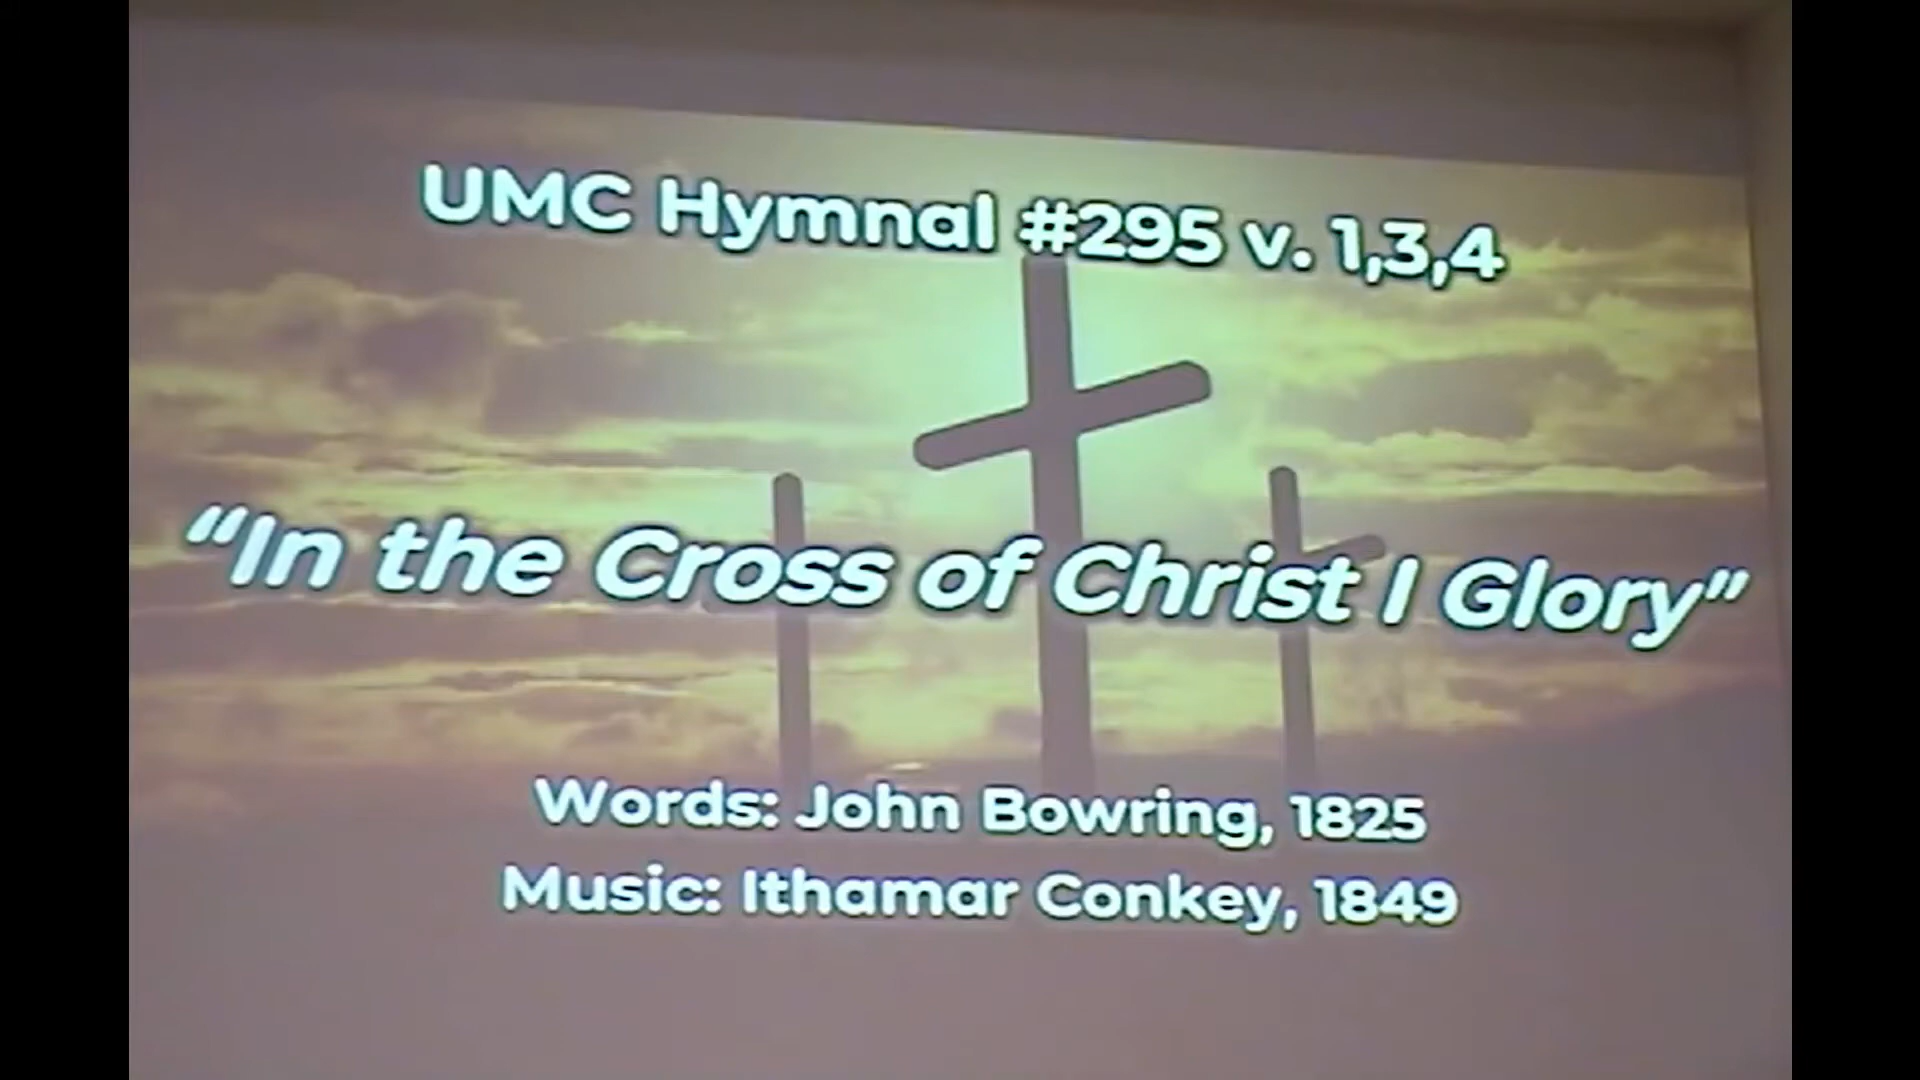 UMC Hymnal #295 v. 1,3,4
“In the Cross of Christ I Glory”
Words: John Bowring, 1825
Music: Ithamar Conkey, 1849